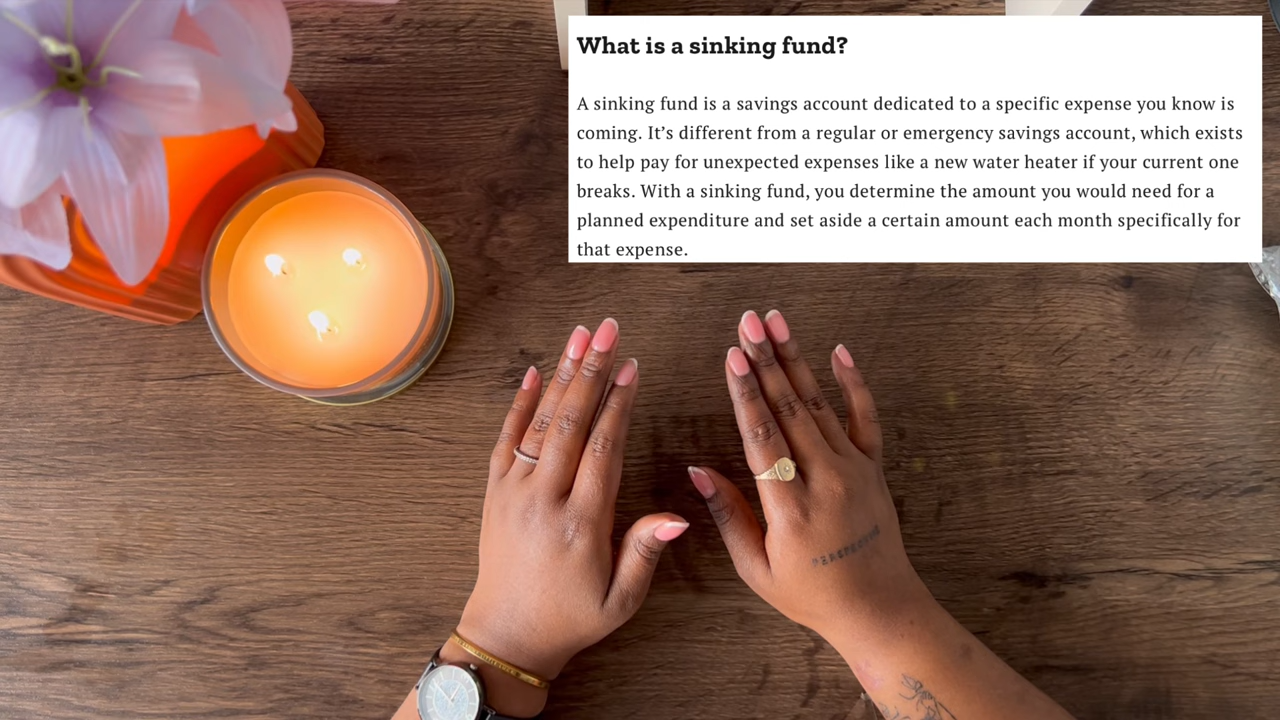 What is a sinking fund?
A sinking fund is a savings account dedicated to a specific expense you know is
coming. It’s different from a regular or emergency savings account, which exists
to help pay for unexpected expenses like a new water heater if your current one
breaks. With a sinking fund, you determine the amount you would need for a
planned expenditure and set aside a certain amount each month specifically for
that expense.